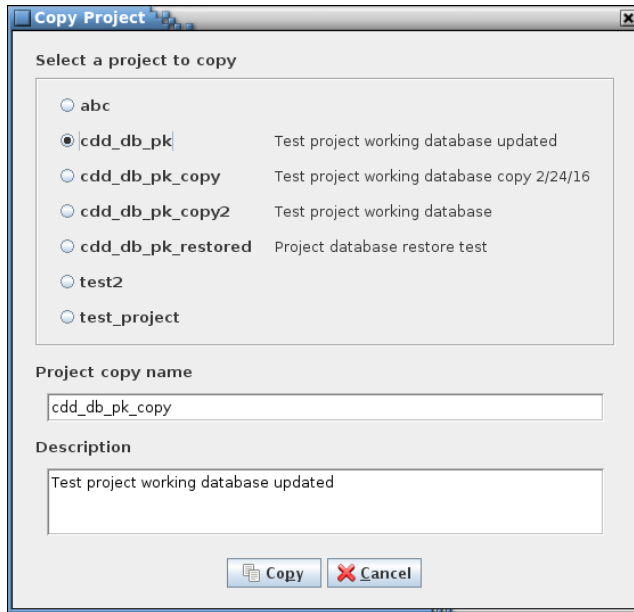 Copy Project
Select a project to copy
abc
cdd_db_pk Test project working database updated
cdd_db_pk_copy Test project working database copy 2/24/16
cdd_db_pk_copy2 Test project working database
cdd_db_pk_restored Project database restore test
test2
test_project
Project copy name
cdd_db_pk_copy
Description
Test project working database updated
Copy Cancel